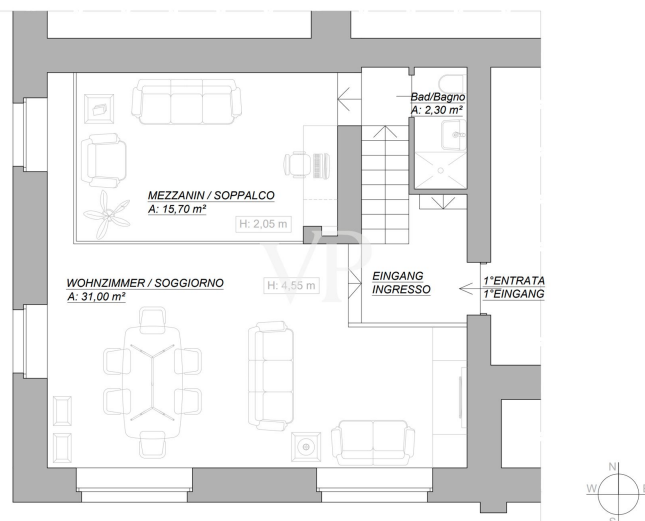 Bad/Bagno
A: 2,30 m²
MEZZANIN / SOPPALCO
A: 15,70 m²
H: 2,05 m
VP
WOHNZIMMER / SOGGIORNO
A: 31,00 m²
H: 4,55 m
EINGANG
INGRESSO
1°ENTRATA
1°EINGANG
N
W
S